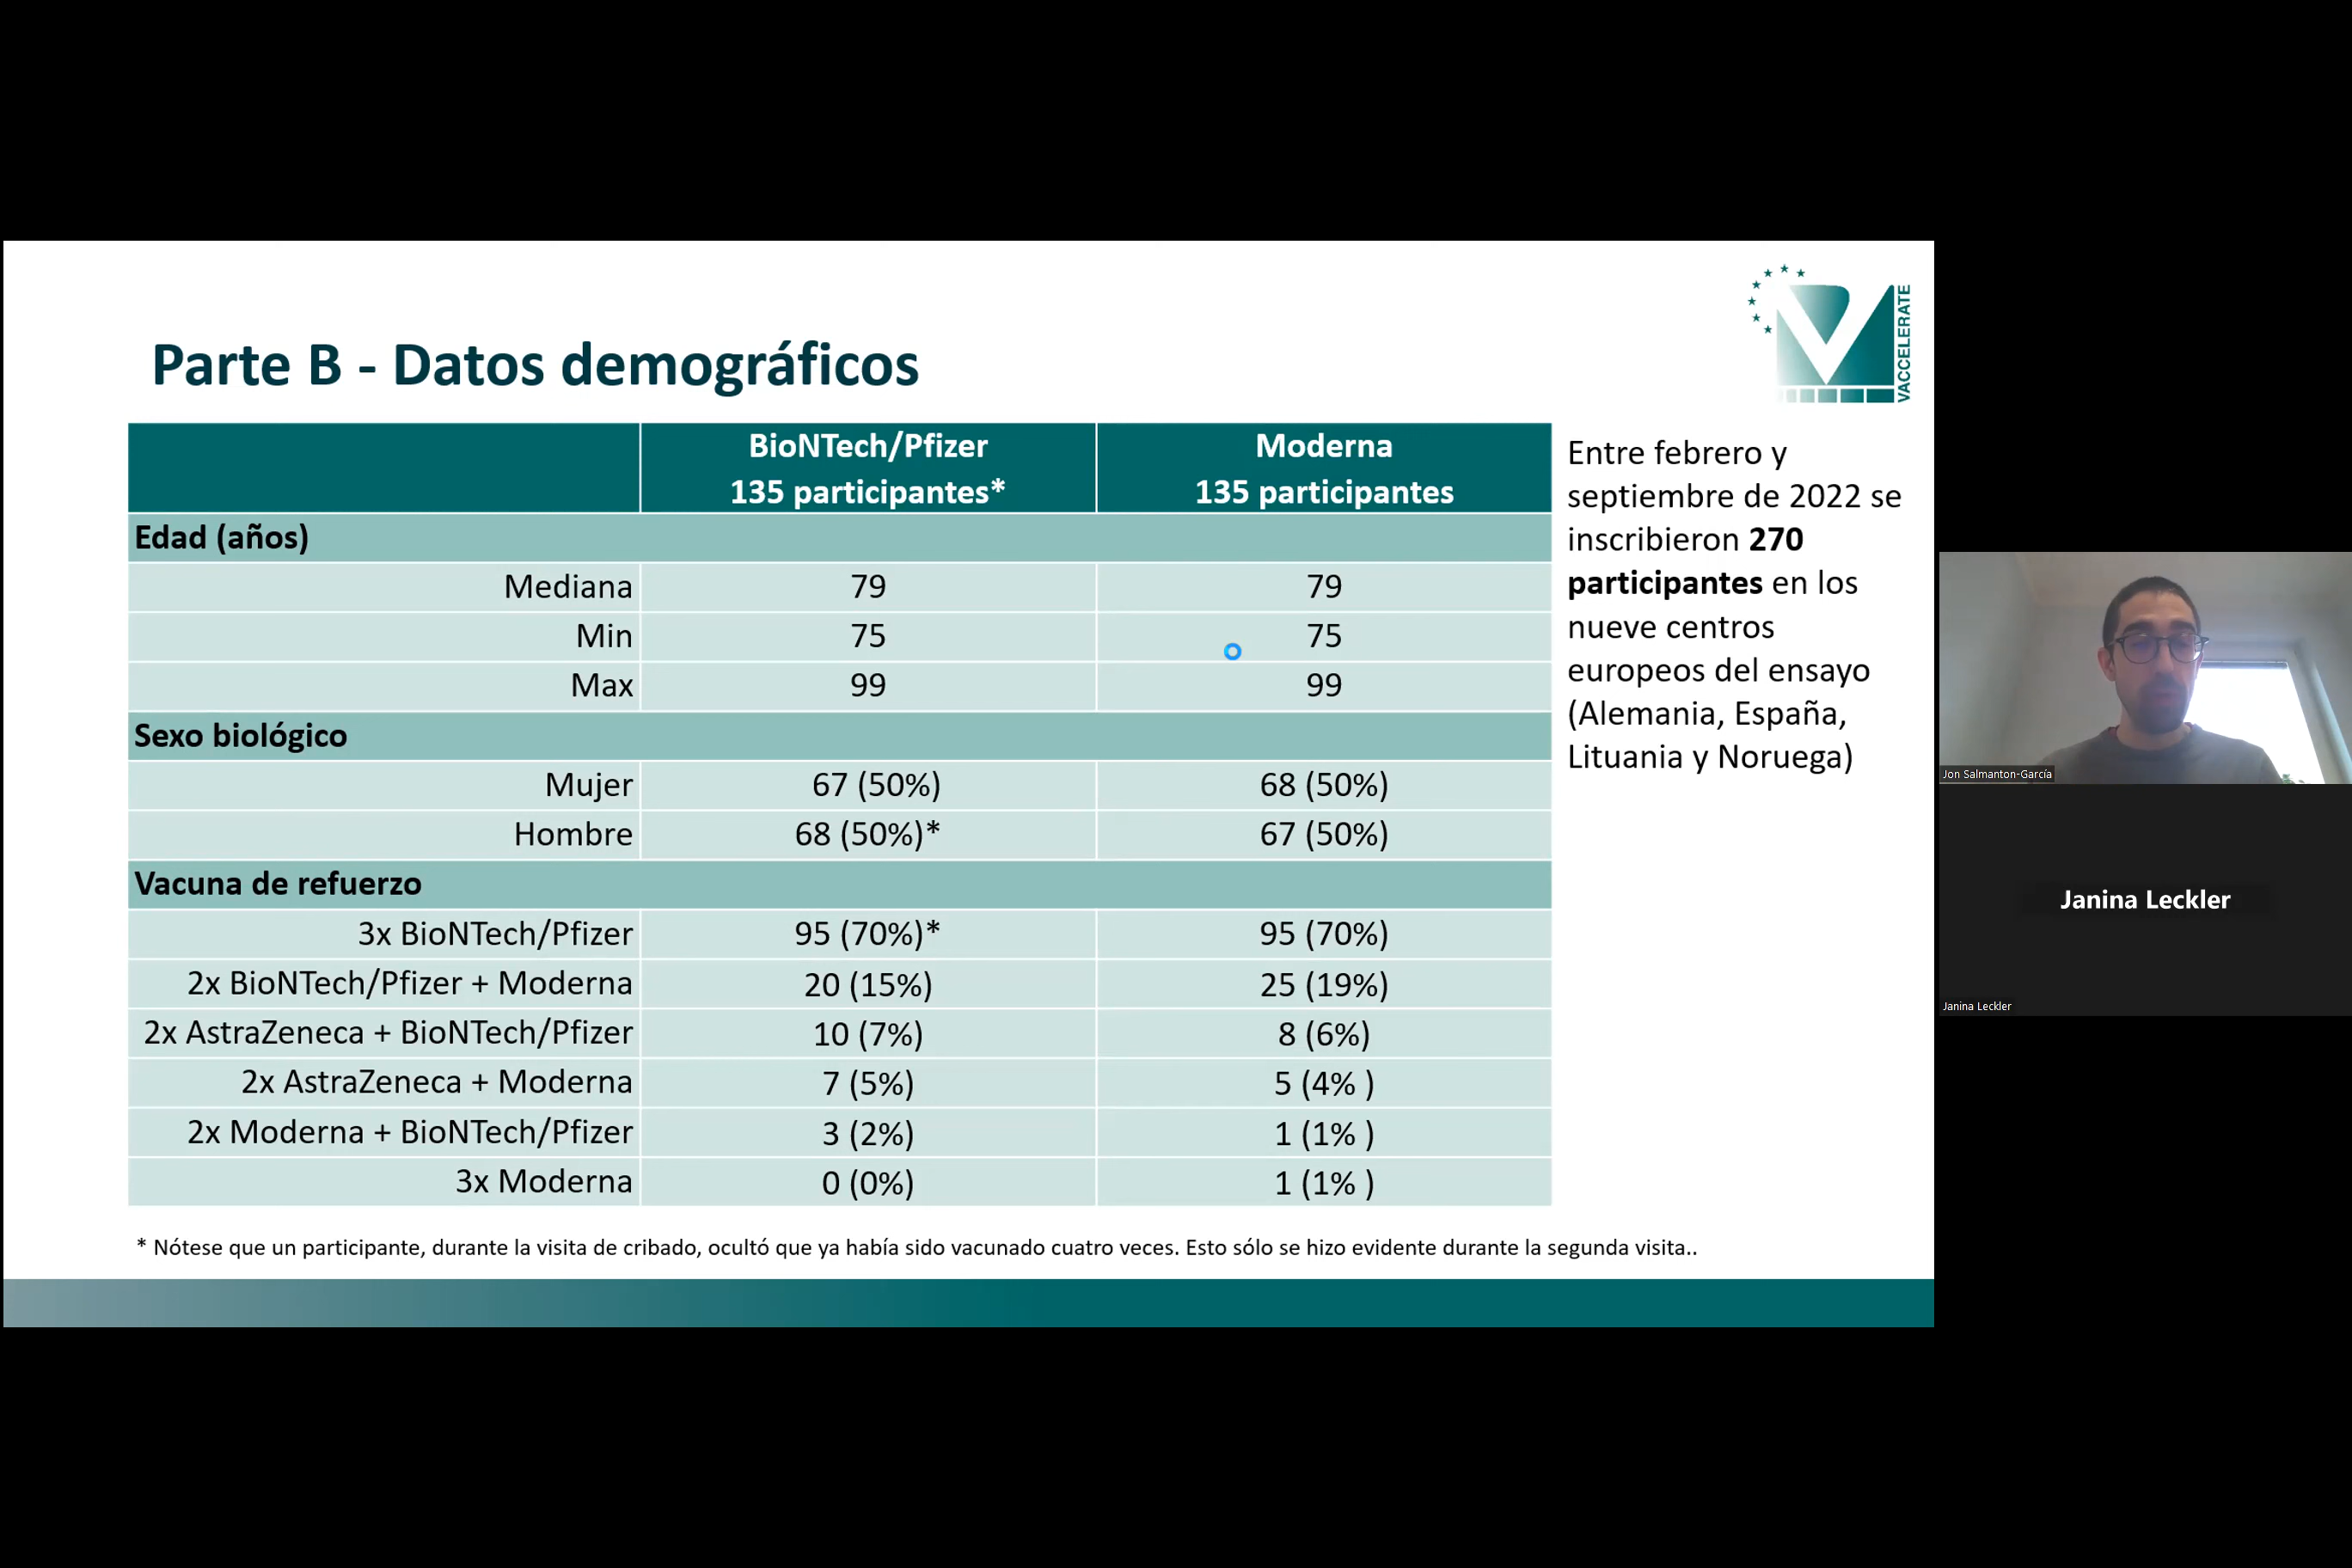 Parte B - Datos demográficos
VACCELERATE
BioNTech/Pfizer
135 participantes*
Moderna
135 participantes
Edad (años)
Mediana 79 79
Min 75 75
Max 99 99
Sexo biológico
Mujer 67 (50%) 68 (50%)
Hombre 68 (50%)* 67 (50%)
Vacuna de refuerzo
3x BioNTech/Pfizer 95 (70%)* 95 (70%)
2x BioNTech/Pfizer + Moderna 20 (15%) 25 (19%)
2x AstraZeneca + BioNTech/Pfizer 10 (7%) 8 (6%)
2x AstraZeneca + Moderna 7 (5%) 5 (4% )
2x Moderna + BioNTech/Pfizer 3 (2%) 1 (1% )
3x Moderna 0 (0%) 1 (1% )
Entre febrero y
septiembre de 2022 se
inscribieron 270
participantes en los
nueve centros
europeos del ensayo
(Alemania, España,
Lituania y Noruega)
* Nótese que un participante, durante la visita de cribado, ocultó que ya había sido vacunado cuatro veces. Esto sólo se hizo evidente durante la segunda visita..
Jon Salmanton-García
Janina Leckler
Janina Leckler